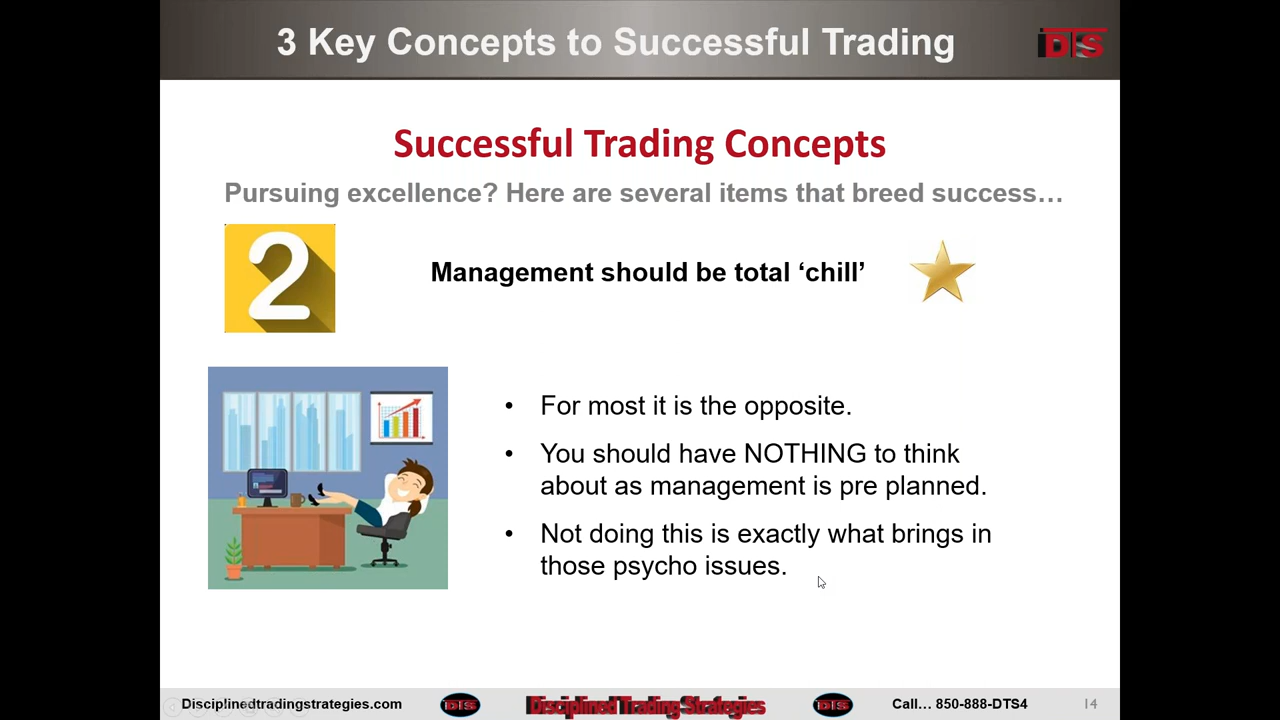 3 Key Concepts to Successful Trading
DTS
Successful Trading Concepts
Pursuing excellence? Here are several items that breed success…
2
Management should be total ‘chill’
• For most it is the opposite.
• You should have NOTHING to think
about as management is pre planned.
• Not doing this is exactly what brings in
those psycho issues.
Disciplinedtradingstrategies.com
DTS
Disciplined Trading Strategies
DTS
Call… 850-888-DTS4
14